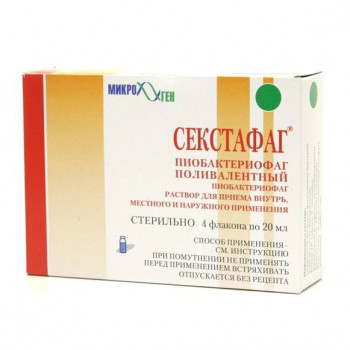 МИКРОГЕН
СЕКСТАФАГ®
ПИОБАКТЕРИОФАГ
ПОЛИВАЛЕНТНЫЙ
ПИОБАКТЕРИОФАГ
РАСТВОР ДЛЯ ПРИЕМА ВНУТРЬ,
МЕСТНОГО И НАРУЖНОГО ПРИМЕНЕНИЯ
СТЕРИЛЬНО 4 флакона по 20 мл
СПОСОБ ПРИМЕНЕНИЯ–
СМ. ИНСТРУКЦИЮ
ПРИ ПОМУТНЕНИИ НЕ ПРИМЕНЯТЬ
ПЕРЕД ПРИМЕНЕНИЕМ ВСТРЯХИВАТЬ
ОТПУСКАЕТСЯ БЕЗ РЕЦЕПТА